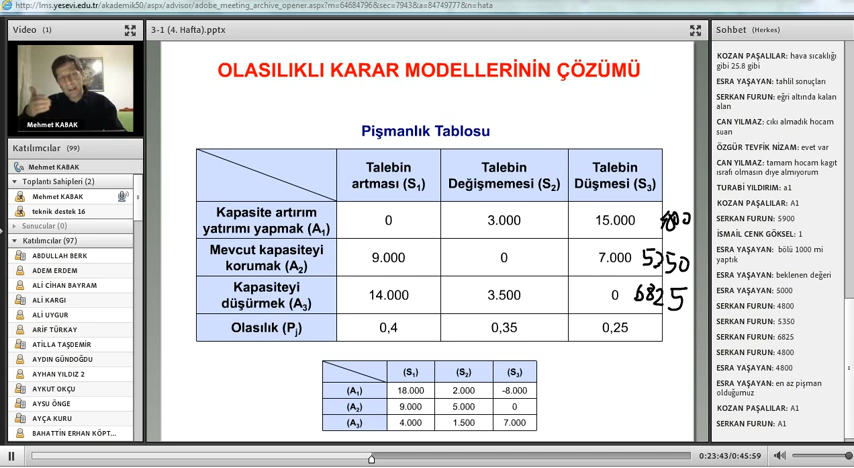 http://lms.yesevi.edu.tr/akademik50/aspx/advisor/adobe_meeting_archive_opener.aspx?m=64684796&sec=7943&a=84749777&n=hata
Video (1)
Mehmet KABAK
Katılımcılar (99)
Mehmet KABAK
Toplantı Sahipleri (2)
Mehmet KABAK
teknik destek 16
Sunucular (0)
Katılımcılar (97)
ABDULLAH BERK
ADEM ERDEM
ALİ CİHAN BAYRAM
ALİ KARGI
ALİ UYGUR
ARİF TÜRKAY
ATİLLA TAŞDEMİR
AYDIN GÜNDOĞDU
AYHAN YILDIZ 2
AYKUT OKÇU
AYSU ÖNGE
AYÇA KURU
BAHATTİN ERHAN KÖPT...
3-1 (4. Hafta).pptx
OLASILIKLI KARAR MODELLERİNİN ÇÖZÜMÜ
Pişmanlık Tablosu
Talebin artması (S1) Talebin Değişmemesi (S2) Talebin Düşmesi (S3)
Kapasite artırım yatırımı yapmak (A1) 0 3.000 15.000 4800
Mevcut kapasiteyi korumak (A2) 9.000 0 7.000 5350
Kapasiteyi düşürmek (A3) 14.000 3.500 0 6825
Olasılık (Pj) 0,4 0,35 0,25
(S1) (S2) (S3)
(A1) 18.000 2.000 -8.000
(A2) 9.000 5.000 0
(A3) 4.000 1.500 7.000
Sohbet (Herkes)
KOZAN PAŞALILAR: hava sıcaklığı
gibi 25.8 gibi
ESRA YAŞAYAN: tahlil sonuçları
SERKAN FURUN: eğri altında kalan
alan
CAN YILMAZ: cıkı almadık hocam
suan
ÖZGÜR TEVFİK NİZAM: evet var
CAN YILMAZ: tamam hocam kagıt
ısrafı olmasın diye almıyorum
TURABİ YILDIRIM: a1
KOZAN PAŞALILAR: A1
SERKAN FURUN: 5900
İSMAİL CENK GÖKSEL: 1
ESRA YAŞAYAN: bölü 1000 mi
yaptık
ESRA YAŞAYAN: beklenen değeri
ESRA YAŞAYAN: 5000
SERKAN FURUN: 4800
SERKAN FURUN: 5350
SERKAN FURUN: 6825
SERKAN FURUN: 4800
ESRA YAŞAYAN: 4800
ESRA YAŞAYAN: en az pişman
olduğumuz
KOZAN PAŞALILAR: A1
SERKAN FURUN: A1
0:23:43/0:45:59